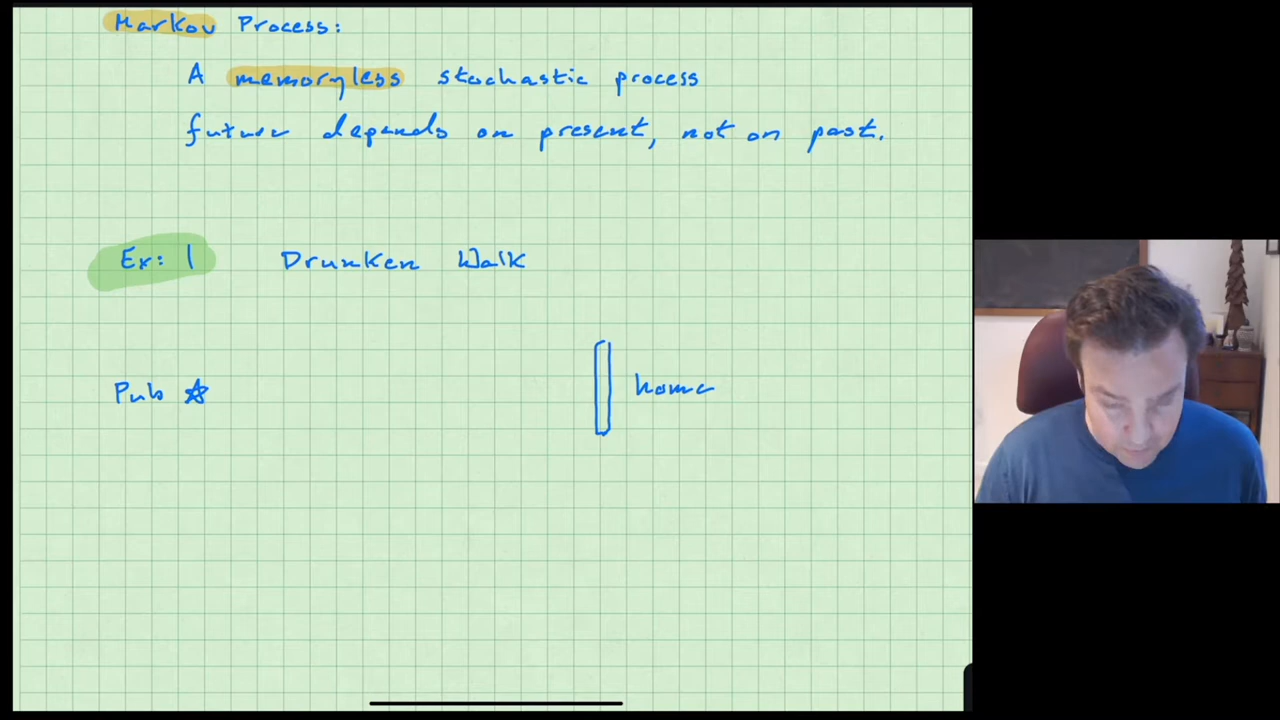 Markov Process:
A memoryless stochastic process
future depends on present, not on past.
Ex: 1 Drunken Walk
Pub home